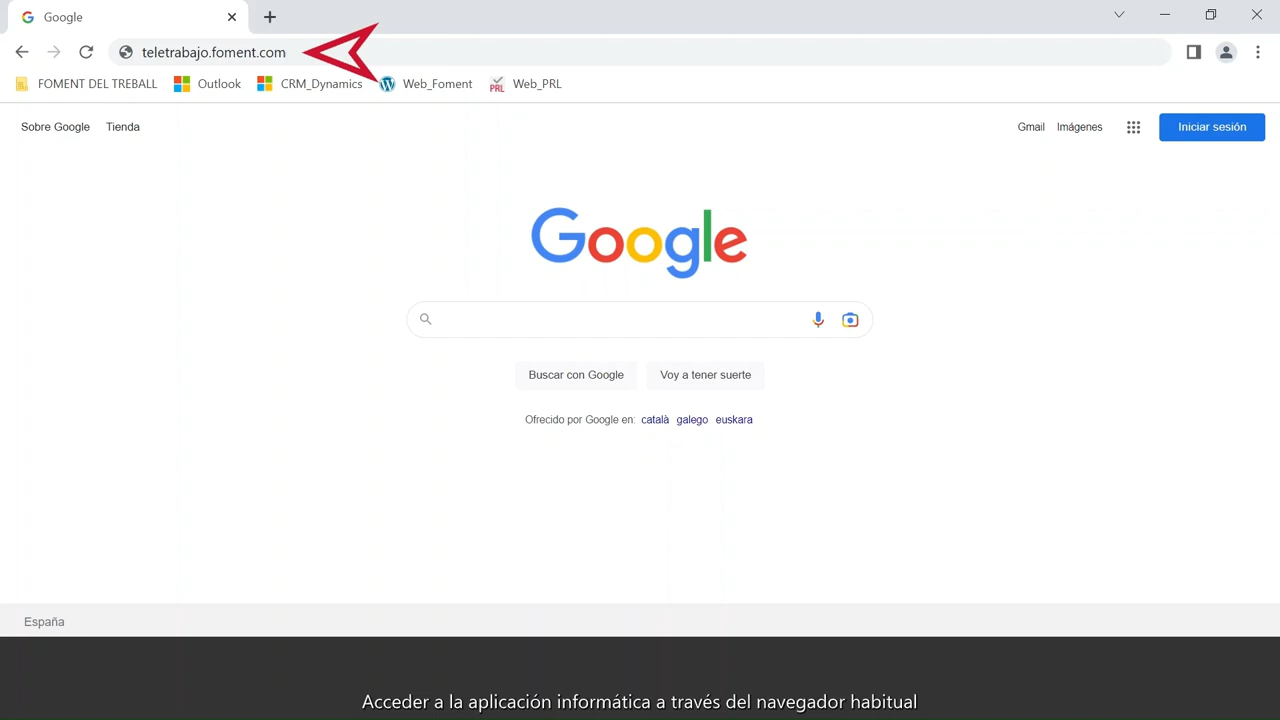 Google
teletrabajo.foment.com
FOMENT DEL TREBALL Outlook CRM_Dynamics Web_Foment PRL Web_PRL
Sobre Google Tienda Gmail Imágenes Iniciar sesión
Google
Buscar con Google Voy a tener suerte
Ofrecido por Google en: català galego euskara
España
Acceder a la aplicación informática a través del navegador habitual